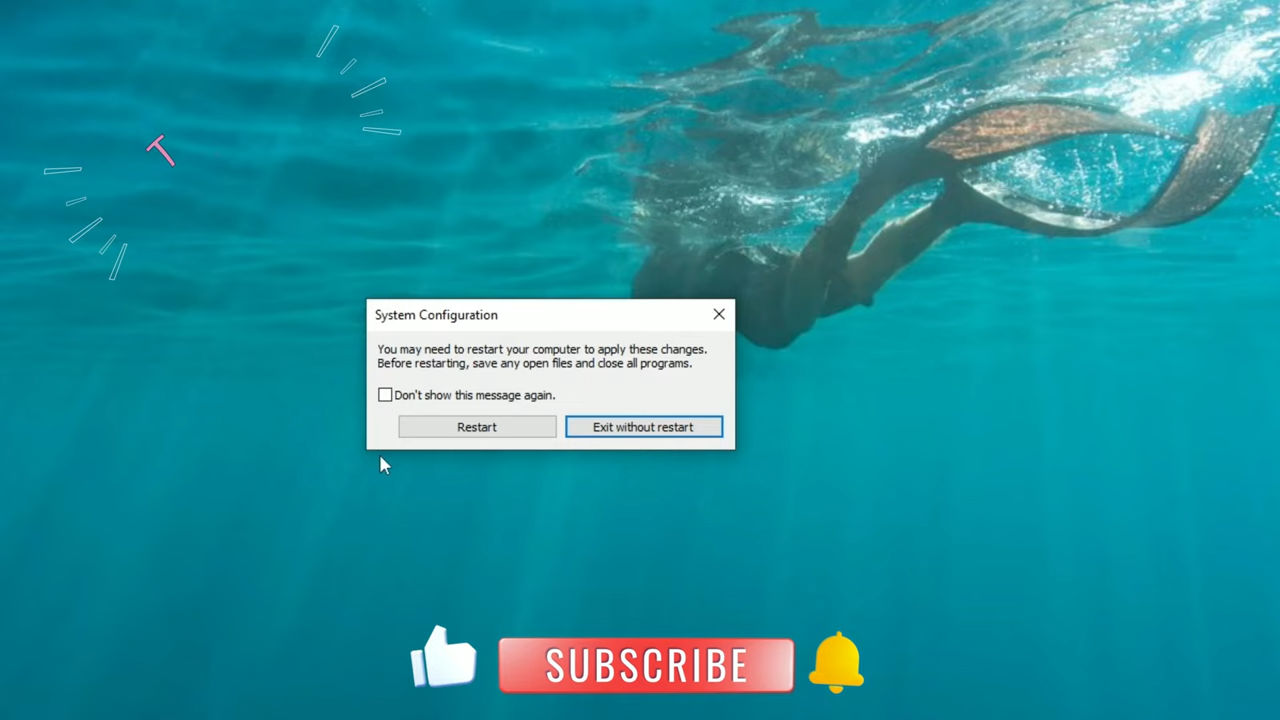 T
System Configuration
You may need to restart your computer to apply these changes.
Before restarting, save any open files and close all programs.
Don't show this message again.
Restart
Exit without restart
SUBSCRIBE